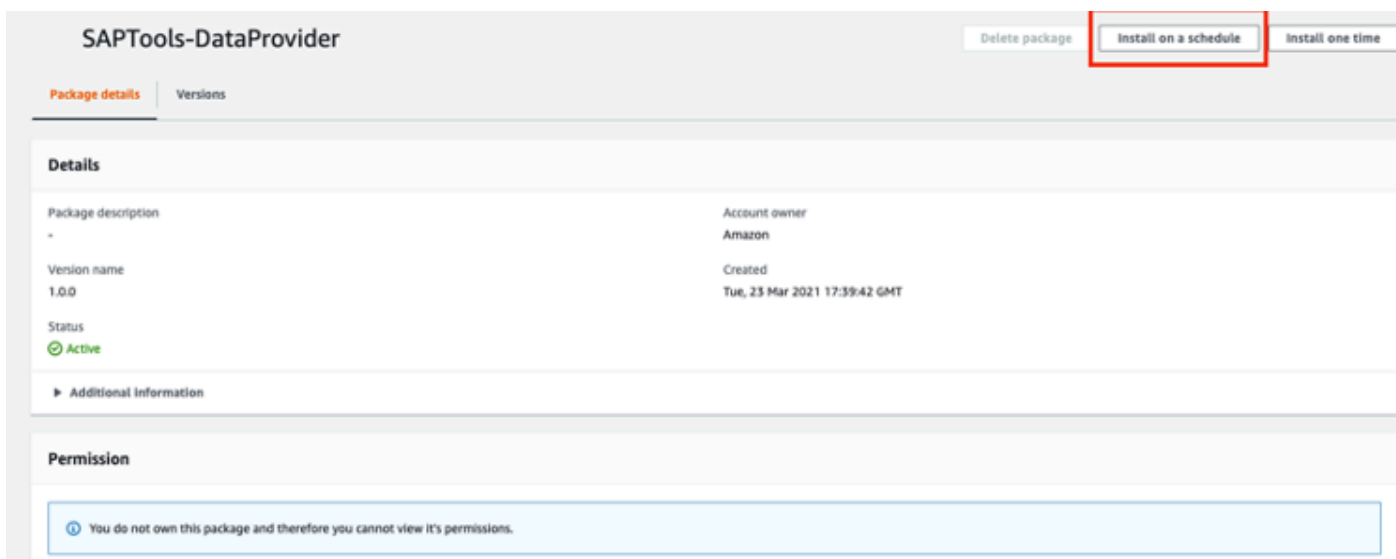 SAPTools-DataProvider
Delete package
Install on a schedule
Install one time
Package details
Versions
Details
Package description
-
Account owner
Amazon
Version name
1.0.0
Created
Tue, 23 Mar 2021 17:39:42 GMT
Status
Active
Additional information
Permission
You do not own this package and therefore you cannot view it's permissions.